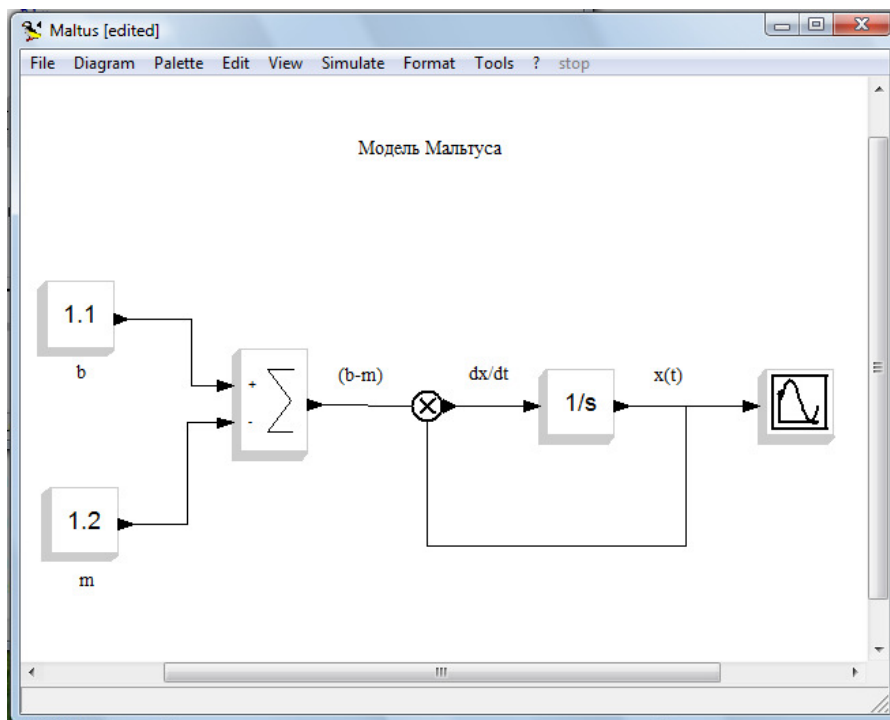 Maltus [edited]
File Diagram Palette Edit View Simulate Format Tools ? stop
Модель Мальтуса
1.1
b
+
-
(b-m)
dx/dt
1/s
x(t)
1.2
m